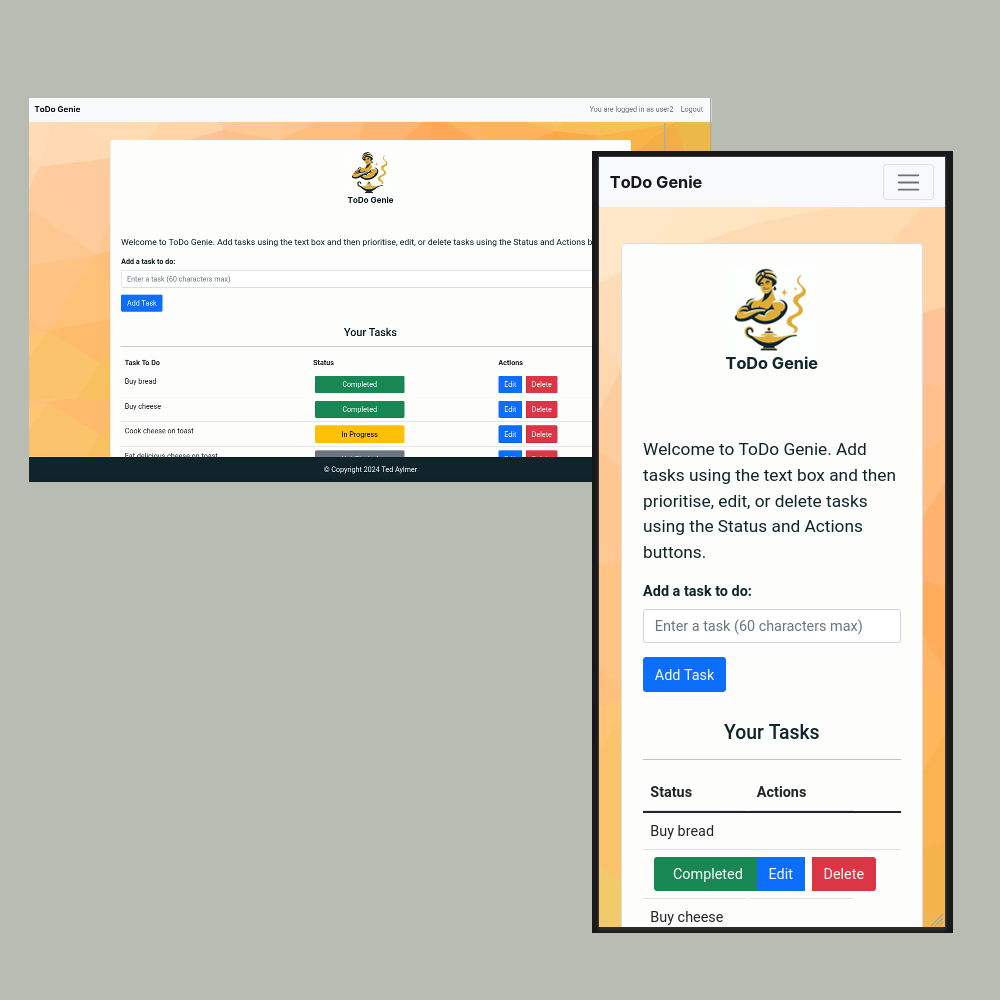 ToDo Genie
You are logged in as user2 Logout
ToDo Genie
Welcome to ToDo Genie. Add tasks using the text box and then prioritise, edit, or delete tasks using the Status and Actions
Add a task to do:
Enter a task (60 characters max)
Add Task
Your Tasks
Task To Do Status Actions
Buy bread Completed Edit Delete
Buy cheese Completed Edit Delete
Cook cheese on toast In Progress Edit Delete
Eat delicious cheese on toast
© Copyright 2024 Ted Aylmer
ToDo Genie
ToDo Genie
Welcome to ToDo Genie. Add
tasks using the text box and then
prioritise, edit, or delete tasks
using the Status and Actions
buttons.
Add a task to do:
Enter a task (60 characters max)
Add Task
Your Tasks
Status Actions
Buy bread
Completed Edit Delete
Buy cheese